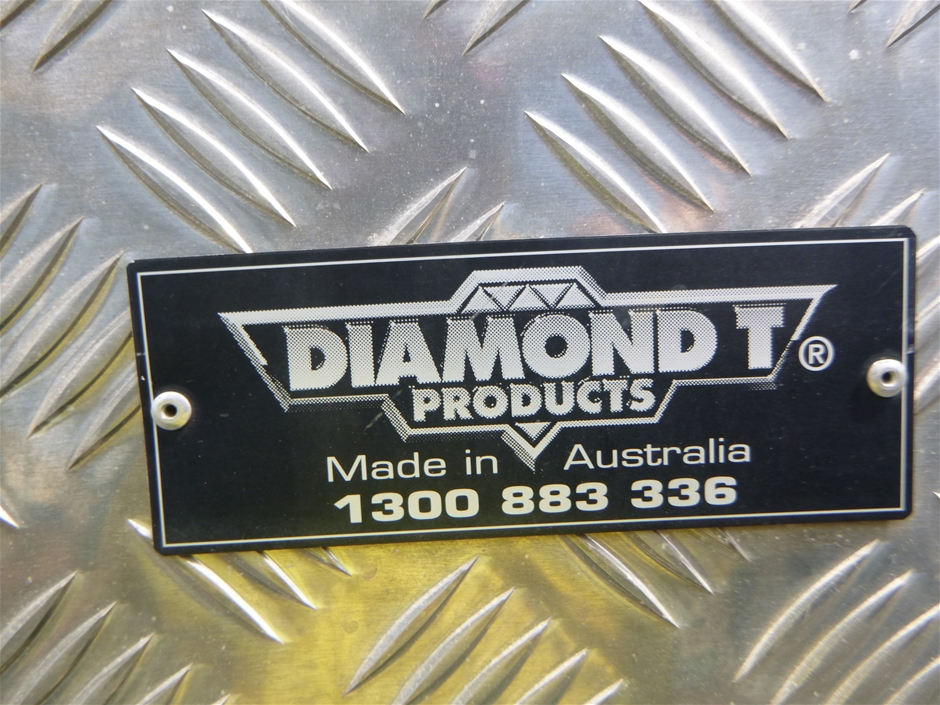 DIAMOND T ®
PRODUCTS
Made in Australia
1300 883 336